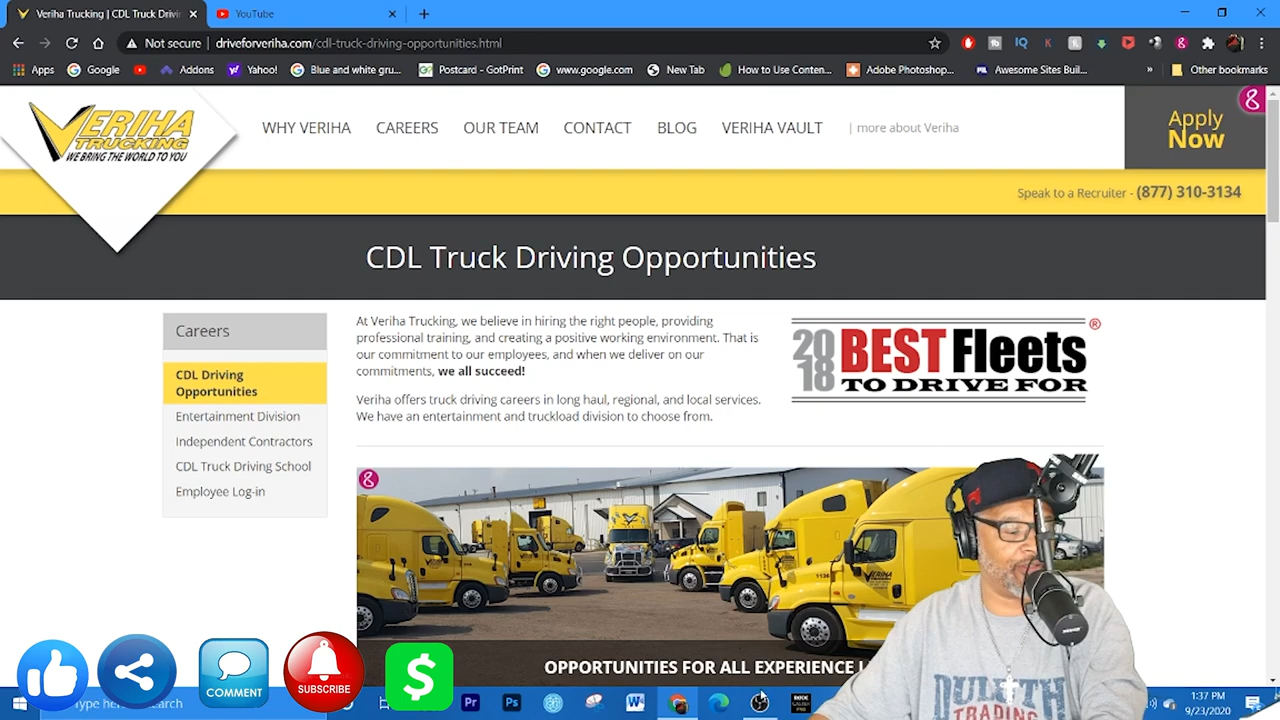 Veriha Trucking | CDL Truck Drivi
YouTube
Not secure
driveforveriha.com/cdl-truck-driving-opportunities.html
Apps
Google
Addons
Yahoo!
Blue and white gru...
Postcard - GotPrint
www.google.com
New Tab
How to Use Conten...
Adobe Photoshop...
Awesome Sites Buil...
Other bookmarks
VERIHA
TRUCKING
WE BRING THE WORLD TO YOU
WHY VERIHA
CAREERS
OUR TEAM
CONTACT
BLOG
VERIHA VAULT
| more about Veriha
Apply
Now
Speak to a Recruiter - (877) 310-3134
CDL Truck Driving Opportunities
Careers
CDL Driving
Opportunities
Entertainment Division
Independent Contractors
CDL Truck Driving School
Employee Log-in
At Veriha Trucking, we believe in hiring the right people, providing
professional training, and creating a positive working environment. That is
our commitment to our employees, and when we deliver on our
commitments, we all succeed!
Veriha offers truck driving careers in long haul, regional, and local services.
We have an entertainment and truckload division to choose from.
2018 BEST Fleets ®
TO DRIVE FOR
OPPORTUNITIES FOR ALL EXPERIENCE
COMMENT
SUBSCRIBE
$
DULUTH
TRADING
1:37 PM
9/23/2020